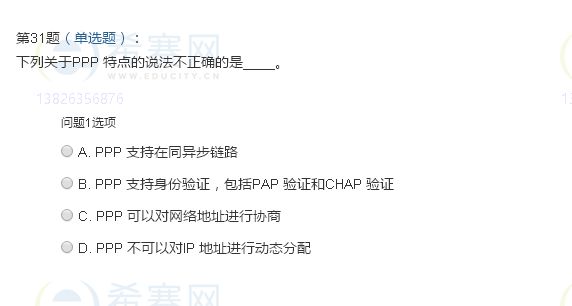 第31题（单选题）：
下列关于PPP 特点的说法不正确的是____。
希赛网
WWW.EDUCITY.CN
13826356876
问题1选项
A. PPP 支持在同异步链路
B. PPP 支持身份验证，包括PAP 验证和CHAP 验证
C. PPP 可以对网络地址进行协商
D. PPP 不可以对IP 地址进行动态分配
希赛网